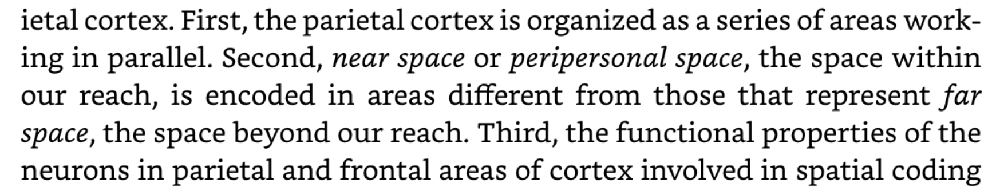 ietal cortex. First, the parietal cortex is organized as a series of areas work-
ing in parallel. Second, near space or peripersonal space, the space within
our reach, is encoded in areas different from those that represent far
space, the space beyond our reach. Third, the functional properties of the
neurons in parietal and frontal areas of cortex involved in spatial coding